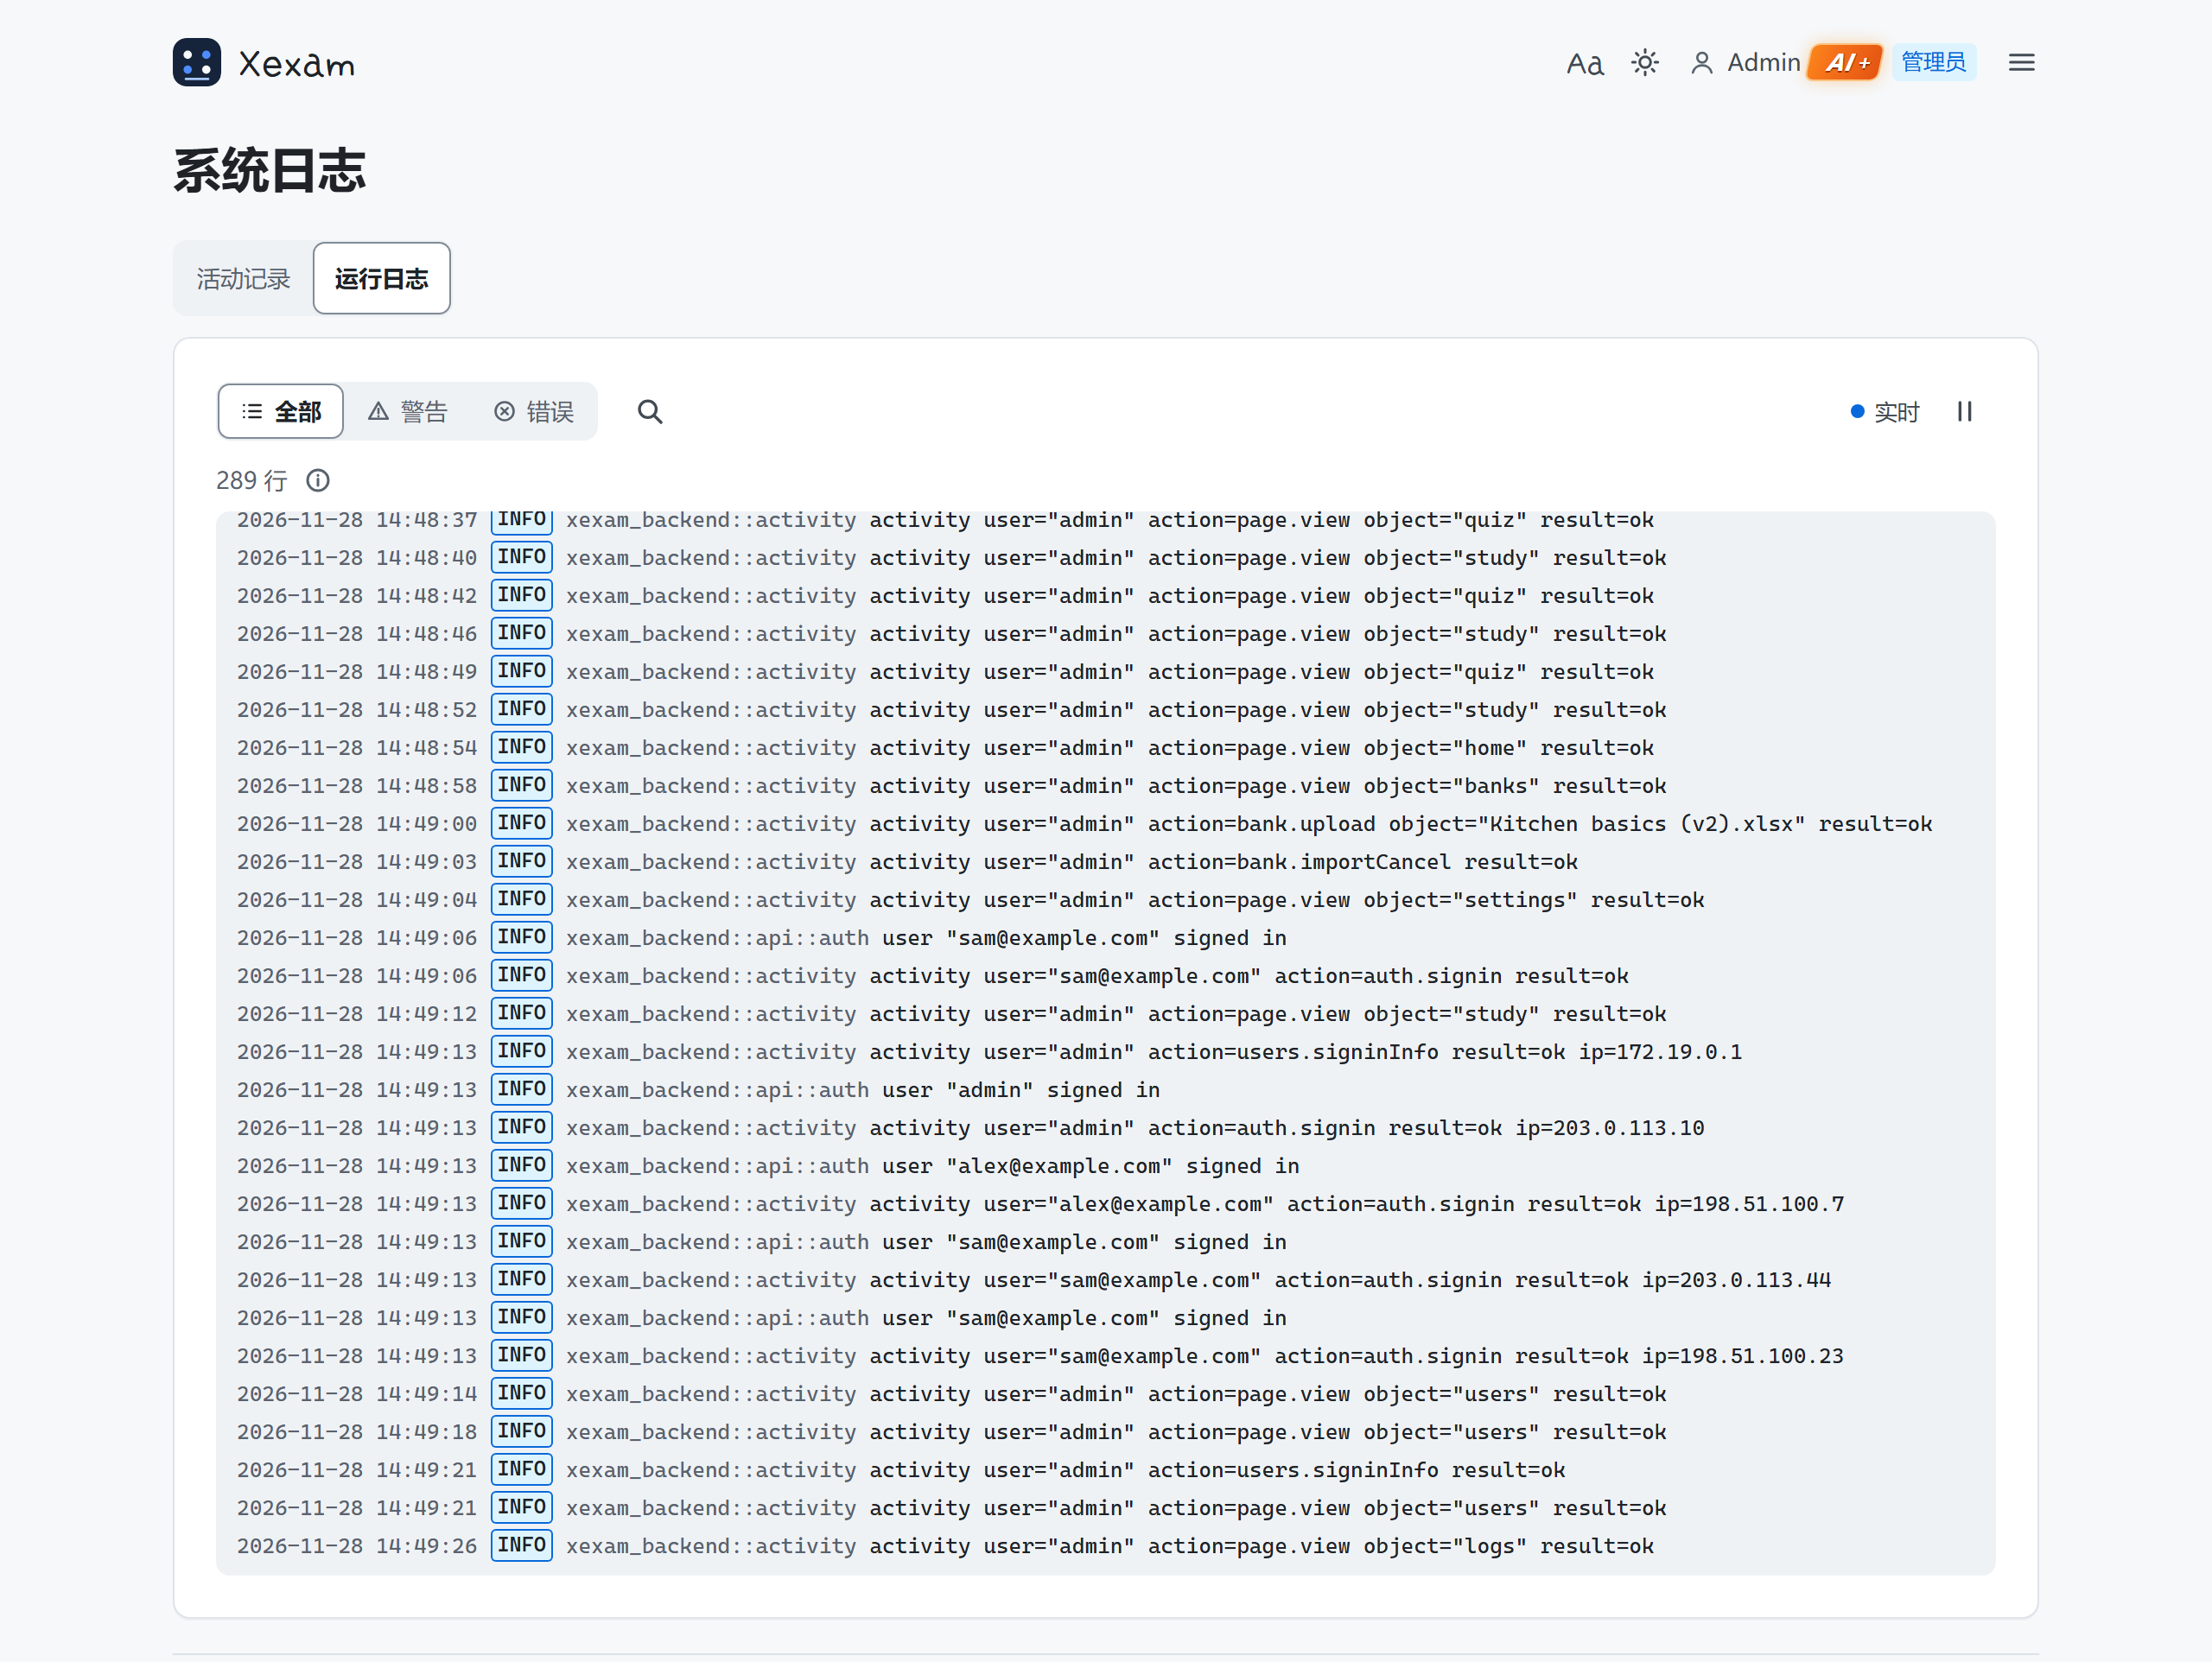 Xexam
Aa Admin AI+ 管理员
系统日志
活动记录 运行日志
全部 警告 错误 实时
289 行
2026-11-28 14:48:37 INFO xexam_backend::activity activity user="admin" action=page.view object="quiz" result=ok
2026-11-28 14:48:40 INFO xexam_backend::activity activity user="admin" action=page.view object="study" result=ok
2026-11-28 14:48:42 INFO xexam_backend::activity activity user="admin" action=page.view object="quiz" result=ok
2026-11-28 14:48:46 INFO xexam_backend::activity activity user="admin" action=page.view object="study" result=ok
2026-11-28 14:48:49 INFO xexam_backend::activity activity user="admin" action=page.view object="quiz" result=ok
2026-11-28 14:48:52 INFO xexam_backend::activity activity user="admin" action=page.view object="study" result=ok
2026-11-28 14:48:54 INFO xexam_backend::activity activity user="admin" action=page.view object="home" result=ok
2026-11-28 14:48:58 INFO xexam_backend::activity activity user="admin" action=page.view object="banks" result=ok
2026-11-28 14:49:00 INFO xexam_backend::activity activity user="admin" action=bank.upload object="Kitchen basics (v2).xlsx" result=ok
2026-11-28 14:49:03 INFO xexam_backend::activity activity user="admin" action=bank.importCancel result=ok
2026-11-28 14:49:04 INFO xexam_backend::activity activity user="admin" action=page.view object="settings" result=ok
2026-11-28 14:49:06 INFO xexam_backend::api::auth user "sam@example.com" signed in
2026-11-28 14:49:06 INFO xexam_backend::activity activity user="sam@example.com" action=auth.signin result=ok
2026-11-28 14:49:12 INFO xexam_backend::activity activity user="admin" action=page.view object="study" result=ok
2026-11-28 14:49:13 INFO xexam_backend::activity activity user="admin" action=users.signinInfo result=ok ip=172.19.0.1
2026-11-28 14:49:13 INFO xexam_backend::api::auth user "admin" signed in
2026-11-28 14:49:13 INFO xexam_backend::activity activity user="admin" action=auth.signin result=ok ip=203.0.113.10
2026-11-28 14:49:13 INFO xexam_backend::api::auth user "alex@example.com" signed in
2026-11-28 14:49:13 INFO xexam_backend::activity activity user="alex@example.com" action=auth.signin result=ok ip=198.51.100.7
2026-11-28 14:49:13 INFO xexam_backend::api::auth user "sam@example.com" signed in
2026-11-28 14:49:13 INFO xexam_backend::activity activity user="sam@example.com" action=auth.signin result=ok ip=203.0.113.44
2026-11-28 14:49:13 INFO xexam_backend::api::auth user "sam@example.com" signed in
2026-11-28 14:49:13 INFO xexam_backend::activity activity user="sam@example.com" action=auth.signin result=ok ip=198.51.100.23
2026-11-28 14:49:14 INFO xexam_backend::activity activity user="admin" action=page.view object="users" result=ok
2026-11-28 14:49:18 INFO xexam_backend::activity activity user="admin" action=page.view object="users" result=ok
2026-11-28 14:49:21 INFO xexam_backend::activity activity user="admin" action=users.signinInfo result=ok
2026-11-28 14:49:21 INFO xexam_backend::activity activity user="admin" action=page.view object="users" result=ok
2026-11-28 14:49:26 INFO xexam_backend::activity activity user="admin" action=page.view object="logs" result=ok